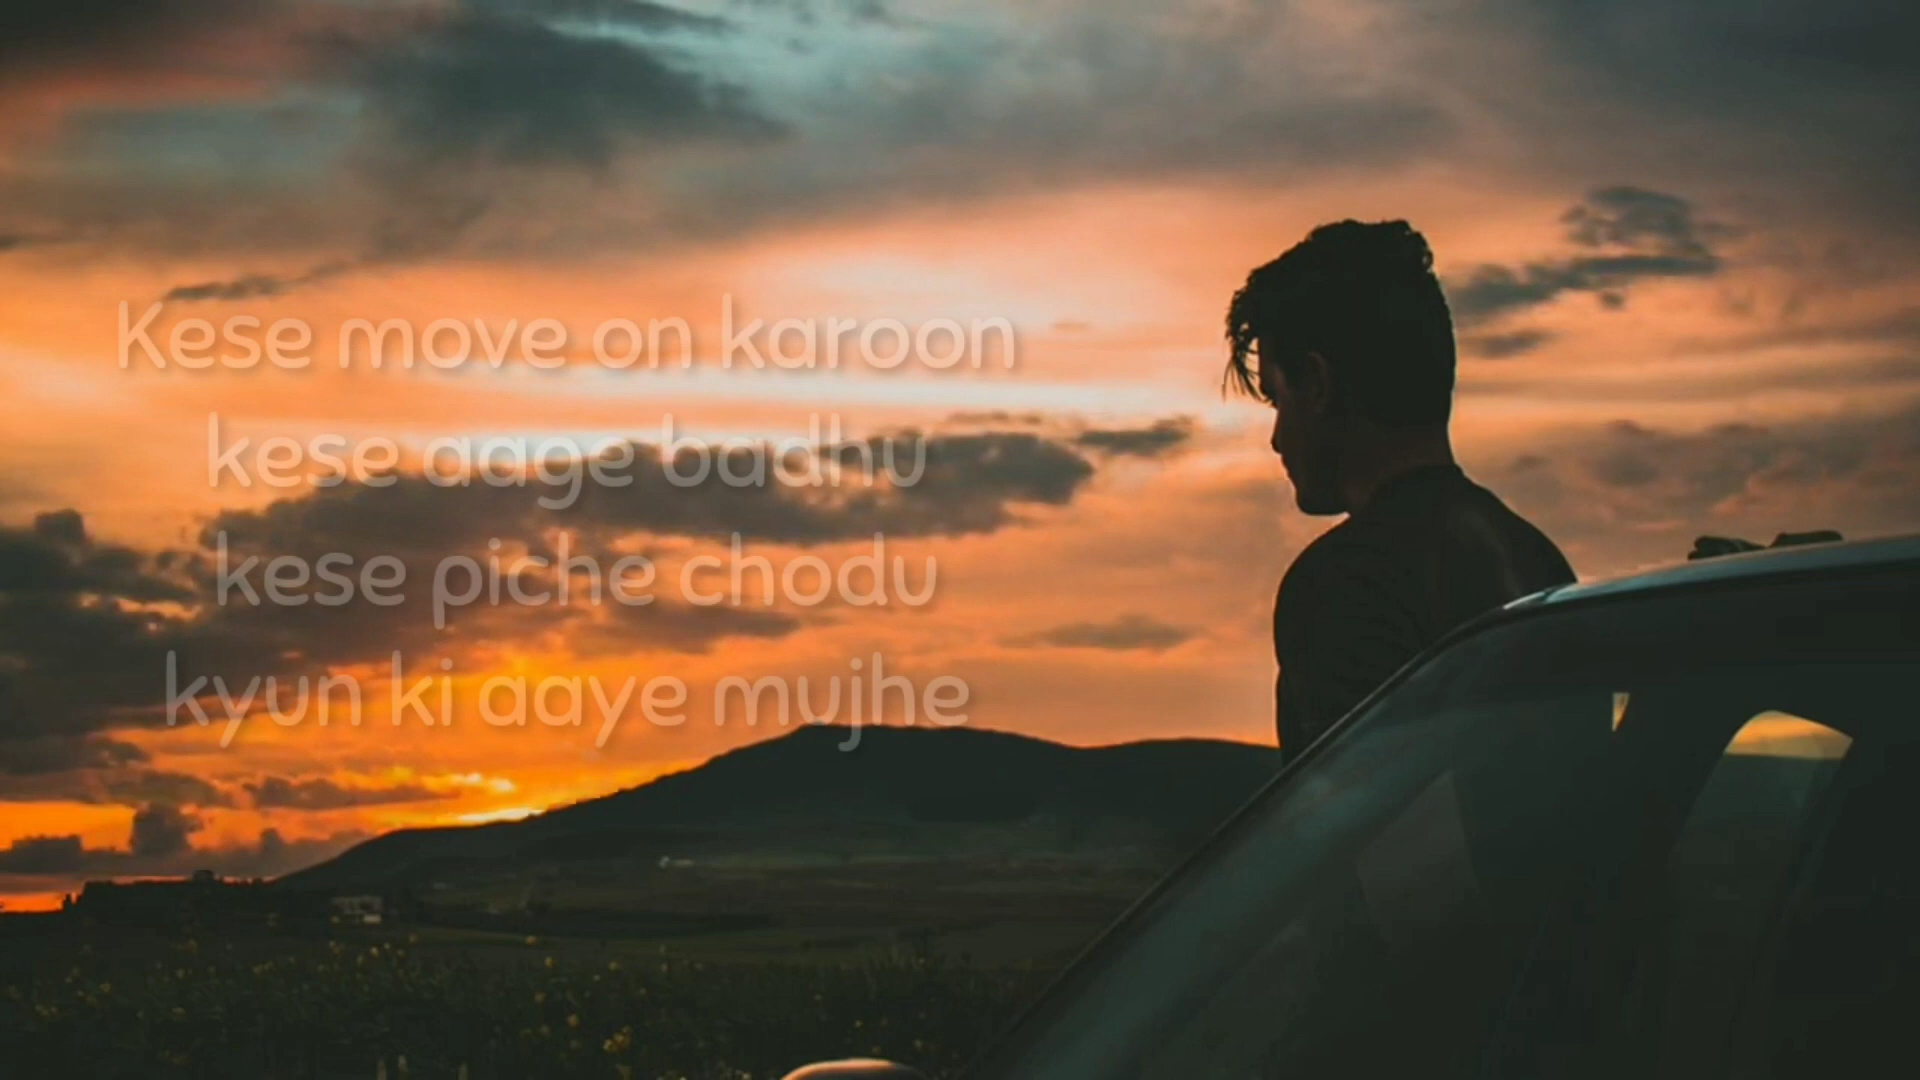 Kese move on karoon
kese aage badhu
kese piche chodu
kyun ki aaye mujhe